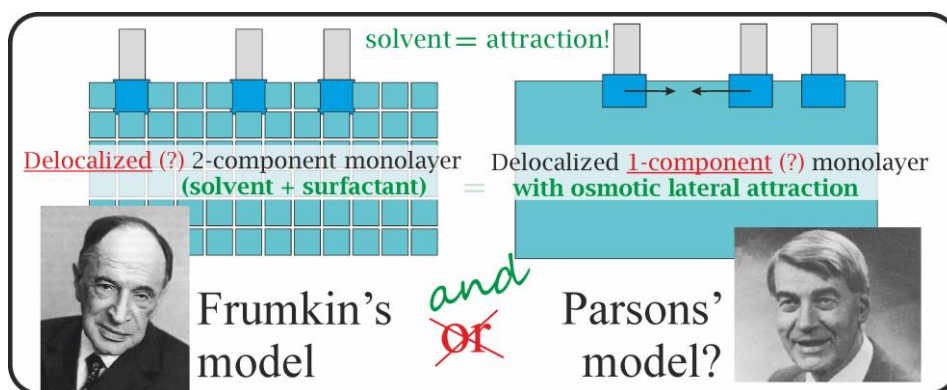 solvent = attraction!
Delocalized (?) 2-component monolayer
(solvent + surfactant)
=
Delocalized 1-component (?) monolayer
with osmotic lateral attraction
Frumkin's
model
and
or
Parsons'
model?